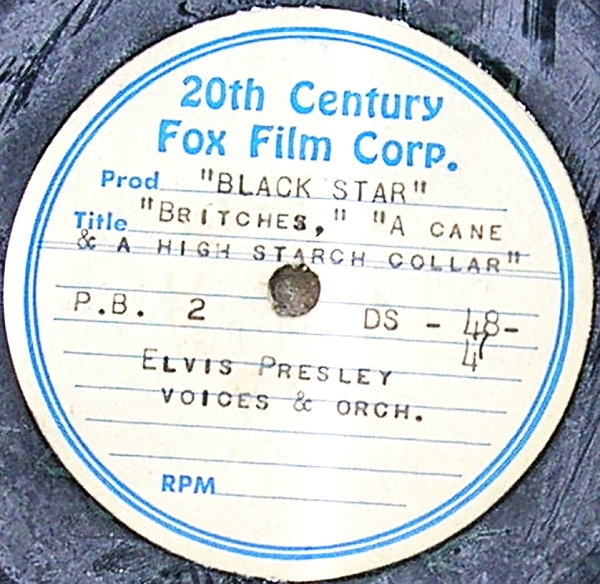 20th Century
Fox Film Corp.
Prod "BLACK STAR"
Title "BRITCHES," "A CANE
& A HIGH STARCH COLLAR"
P.B. 2 DS - 48-
47
ELVIS PRESLEY
VOICES & ORCH.
RPM